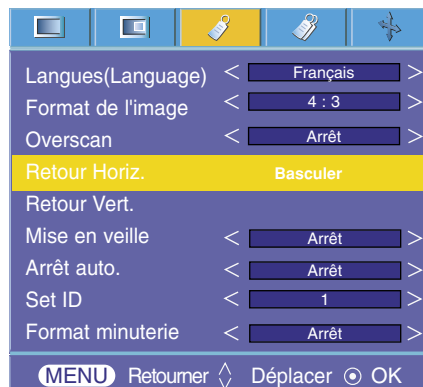 Langues(Language) < Français >
Format de l'image < 4 : 3 >
Overscan < Arrêt >
Retour Horiz. Basculer
Retour Vert.
Mise en veille < Arrêt >
Arrêt auto. < Arrêt >
Set ID < 1 >
Format minuterie < Arrêt >
MENU Retourner Déplacer OK